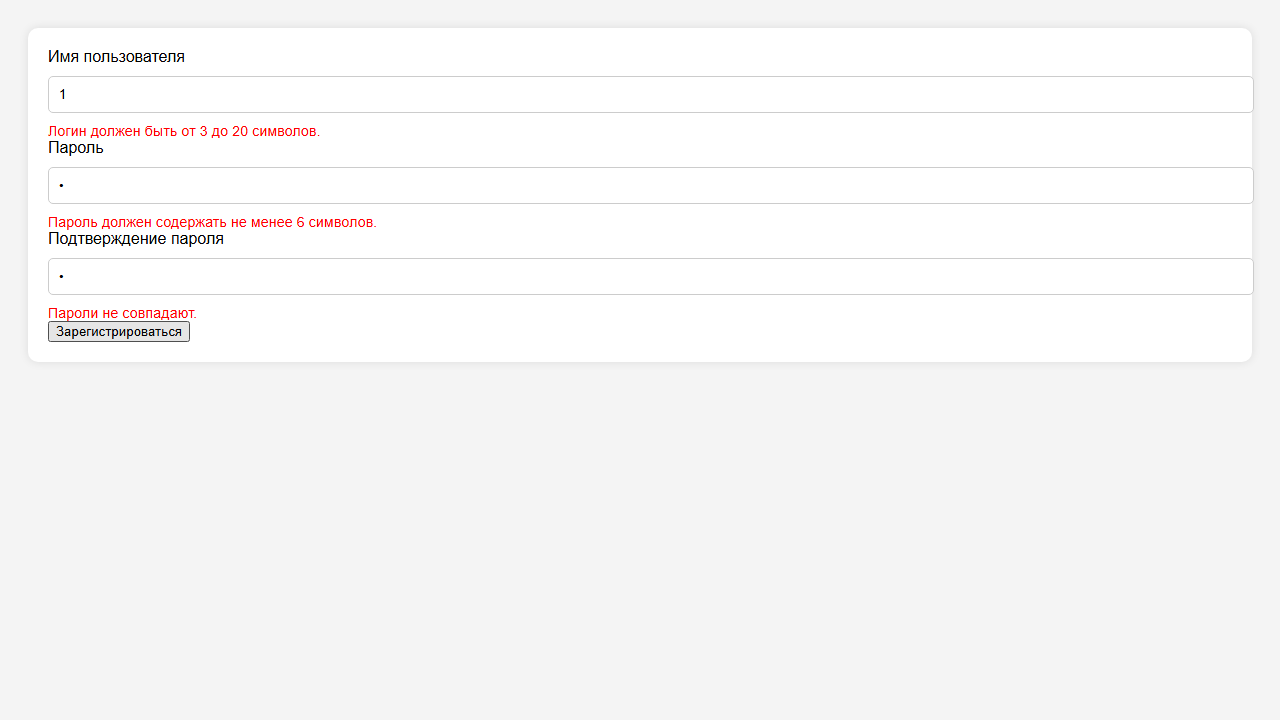 Имя пользователя
1
Логин должен быть от 3 до 20 символов.
Пароль
•
Пароль должен содержать не менее 6 символов.
Подтверждение пароля
•
Пароли не совпадают.
Зарегистрироваться